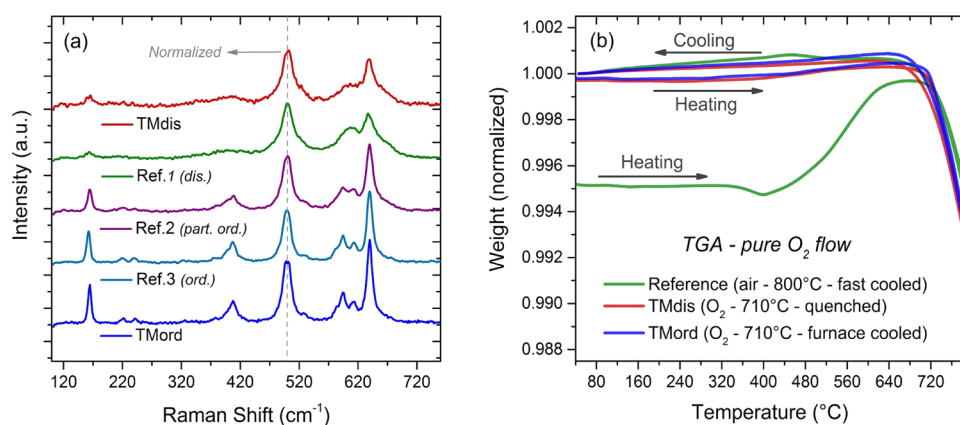 (a)
Normalized
TMdis
Ref.1 (dis.)
Ref.2 (part. ord.)
Ref.3 (ord.)
TMord
Intensity (a.u.)
120 220 320 420 520 620 720
Raman Shift (cm⁻¹)
(b)
Cooling
Heating
Heating
TGA - pure O₂ flow
Reference (air - 800°C - fast cooled)
TMdis (O₂ - 710°C - quenched)
TMord (O₂ - 710°C - furnace cooled)
Weight (normalized)
1.002
1.000
0.998
0.996
0.994
0.992
0.990
0.988
80 160 240 320 400 480 560 640 720
Temperature (°C)